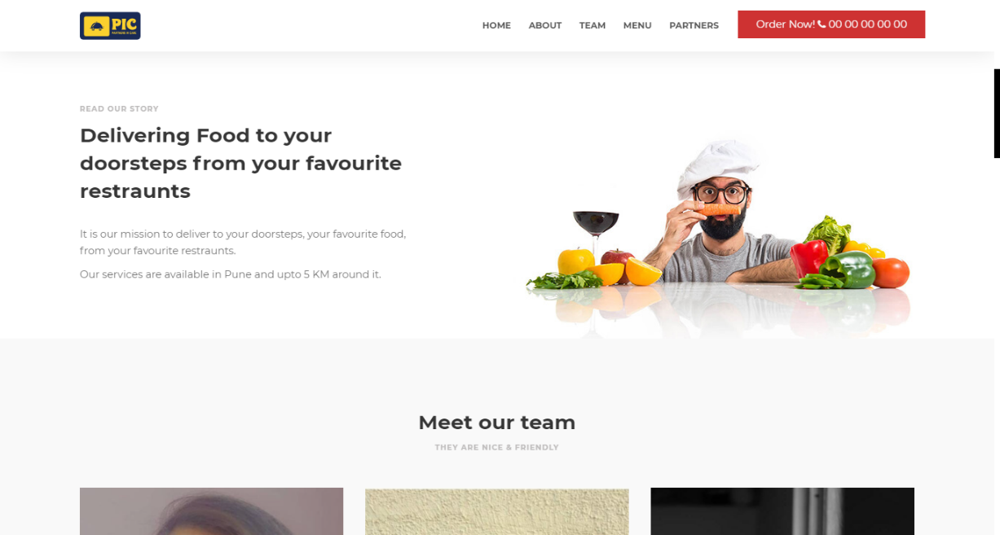 PIC
PARTNERS IN CARE
HOME ABOUT TEAM MENU PARTNERS Order Now! 00 00 00 00 00
READ OUR STORY
Delivering Food to your
doorsteps from your favourite
restraunts
It is our mission to deliver to your doorsteps, your favourite food,
from your favourite restraunts.
Our services are available in Pune and upto 5 KM around it.
Meet our team
THEY ARE NICE & FRIENDLY